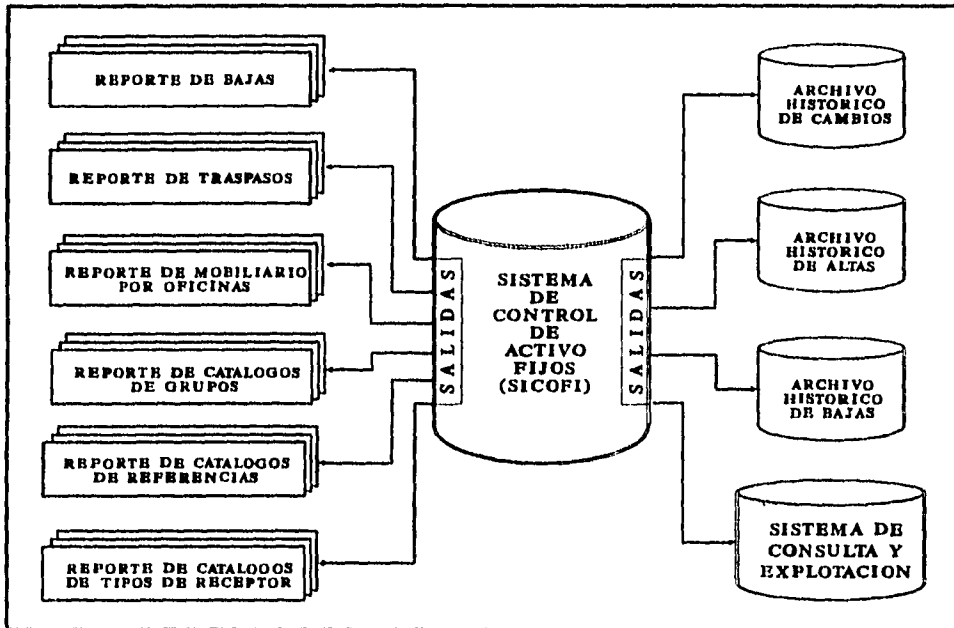 REPORTE DE BAJAS
REPORTE DE TRASPASOS
REPORTE DE MOBILIARIO
POR OFICINAS
REPORTE DE CATALOGOS
DE GRUPOS
REPORTE DE CATALOGOS
DE REFERENCIAS
REPORTE DE CATALOGOS
DE TIPOS DE RECEPTOR
SALIDAS
SISTEMA
DE
CONTROL
DE
ACTIVO
FIJOS
(SICOFI)
SALIDAS
ARCHIVO
HISTORICO
DE CAMBIOS
ARCHIVO
HISTORICO
DE ALTAS
ARCHIVO
HISTORICO
DE BAJAS
SISTEMA DE
CONSULTA Y
EXPLOTACION